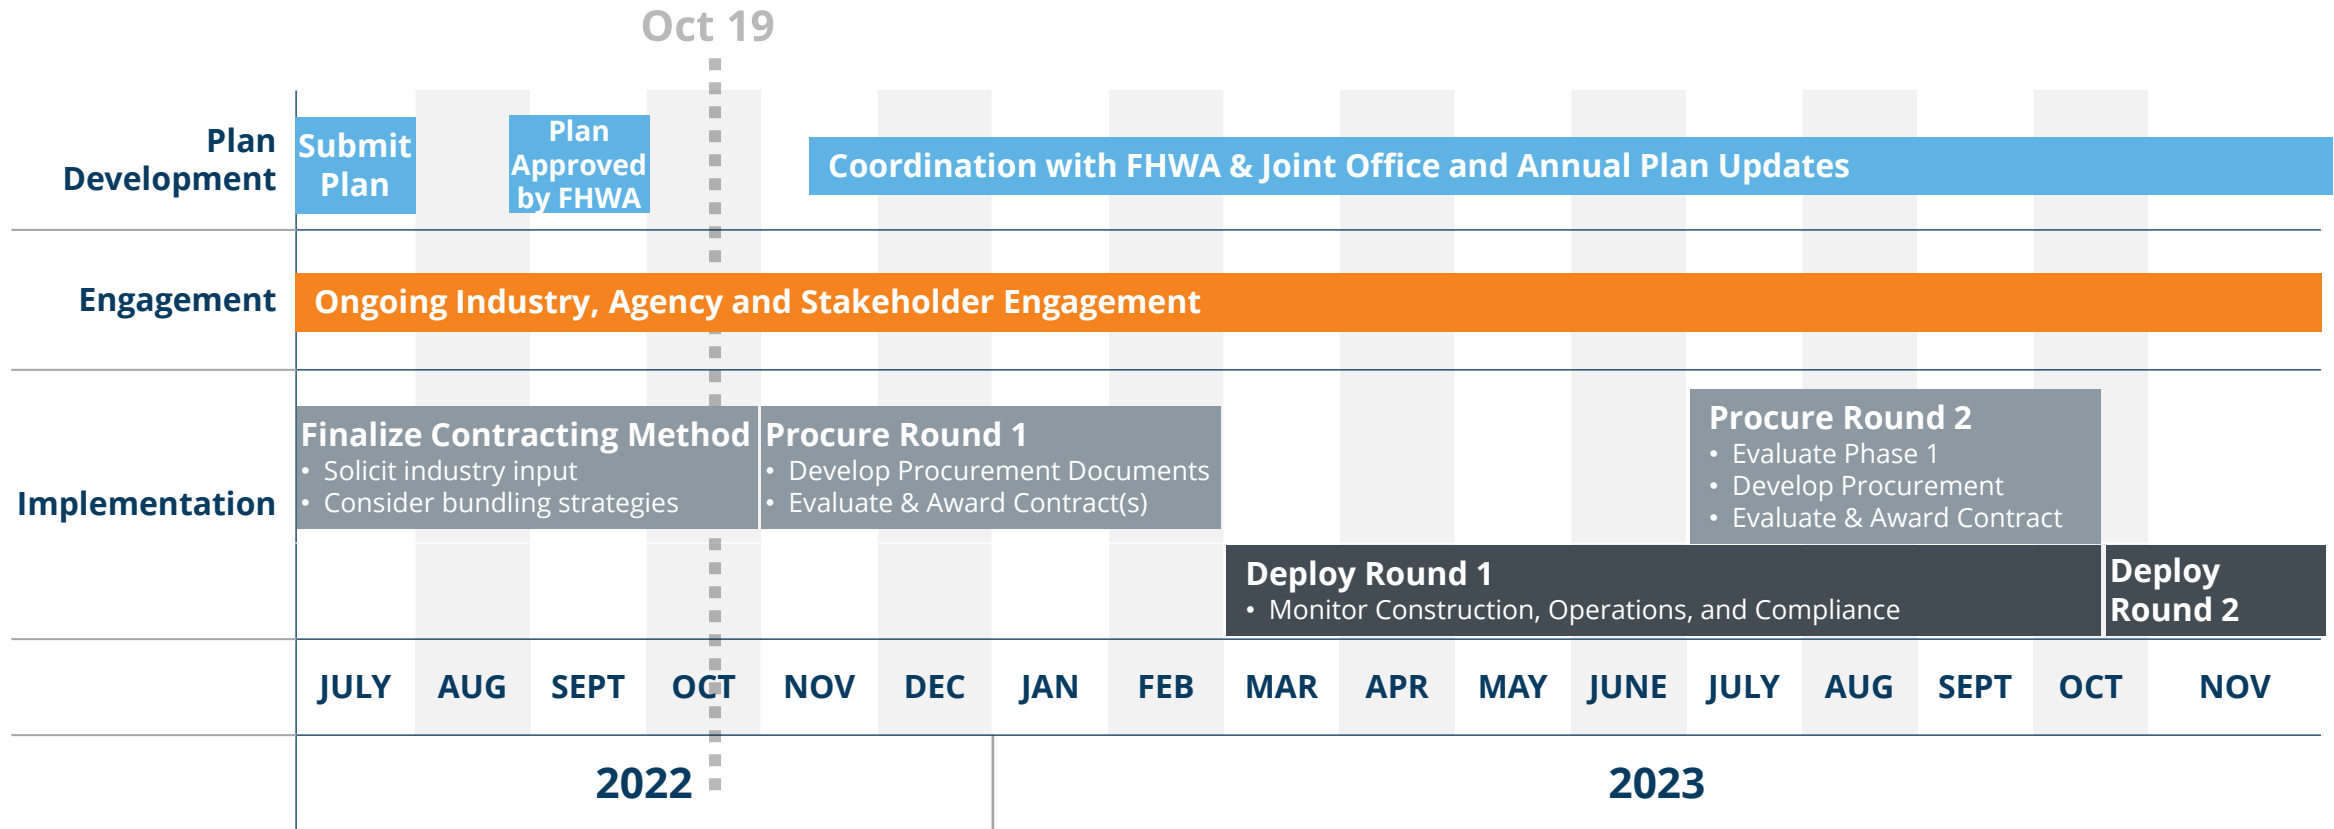 Oct 19
Plan
Development
Submit
Plan
Plan
Approved
by FHWA
Coordination with FHWA & Joint Office and Annual Plan Updates
Engagement
Ongoing Industry, Agency and Stakeholder Engagement
Implementation
Finalize Contracting Method
• Solicit industry input
• Consider bundling strategies
Procure Round 1
• Develop Procurement Documents
• Evaluate & Award Contract(s)
Procure Round 2
• Evaluate Phase 1
• Develop Procurement
• Evaluate & Award Contract
Deploy Round 1
• Monitor Construction, Operations, and Compliance
Deploy
Round 2
JULY AUG SEPT OCT NOV DEC JAN FEB MAR APR MAY JUNE JULY AUG SEPT OCT NOV
2022 2023